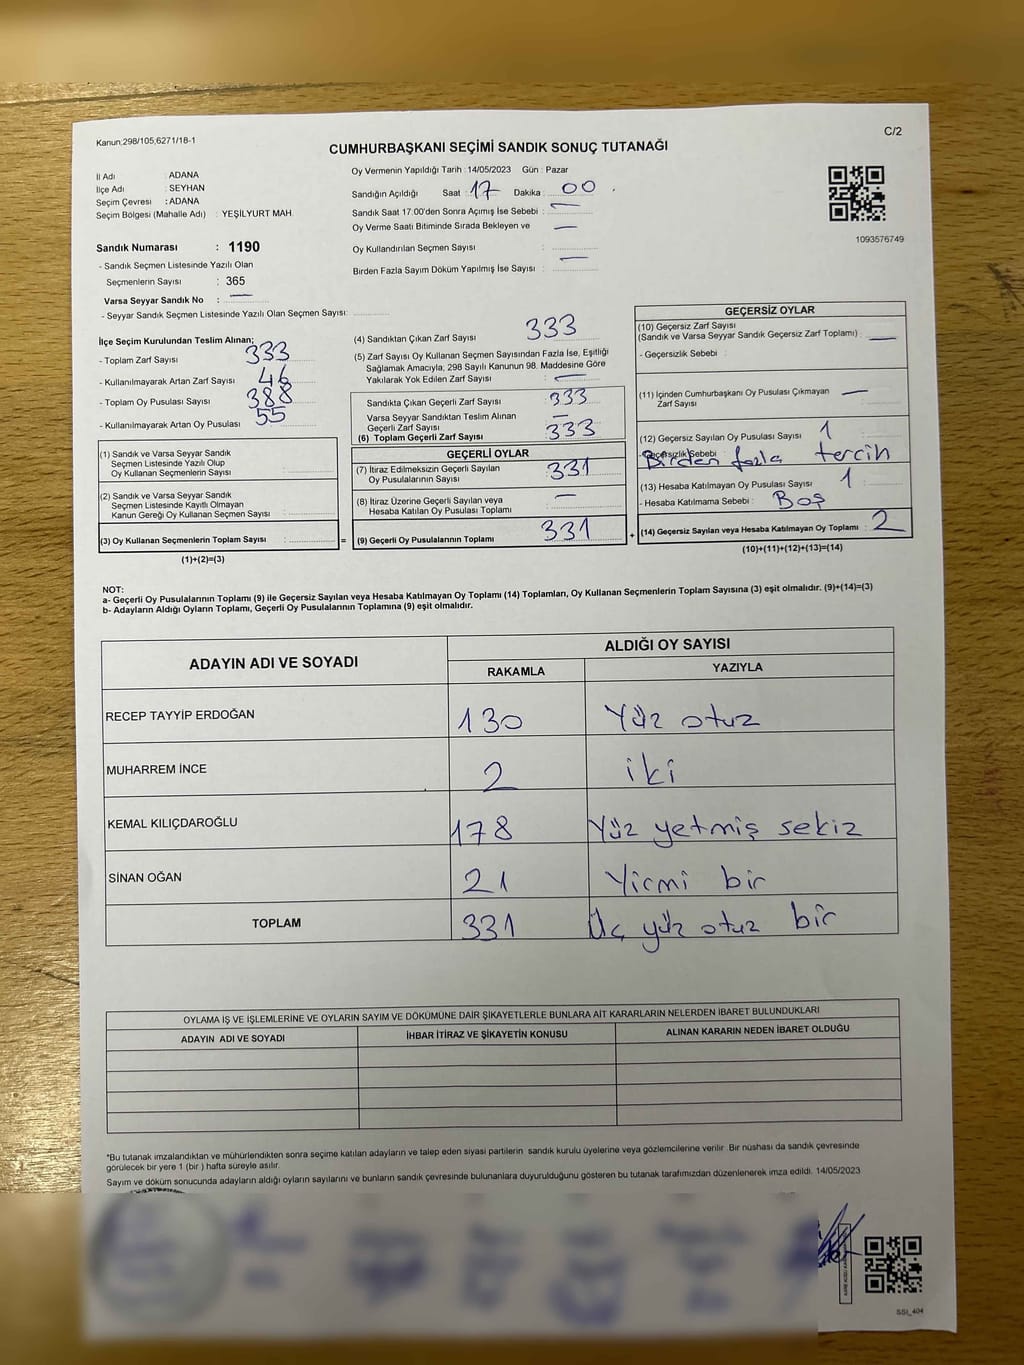 Kanun;298/105,6271/18-1
C/2
CUMHURBAŞKANI SEÇİMİ SANDIK SONUÇ TUTANAĞI
İl Adı : ADANA
İlçe Adı : SEYHAN
Seçim Çevresi : ADANA
Seçim Bölgesi (Mahalle Adı) : YEŞİLYURT MAH.
Sandık Numarası : 1190
- Sandık Seçmen Listesinde Yazılı Olan
Seçmenlerin Sayısı : 365
Varsa Seyyar Sandık No : —
- Seyyar Sandık Seçmen Listesinde Yazılı Olan Seçmen Sayısı:
Oy Vermenin Yapıldığı Tarih : 14/05/2023 Gün : Pazar
Sandığın Açıldığı Saat : 17 Dakika : 00
Sandık Saat 17.00'den Sonra Açımış İse Sebebi : —
Oy Verme Saati Bitiminde Sırada Bekleyen ve —
Oy Kullandırılan Seçmen Sayısı :
Birden Fazla Sayım Döküm Yapılmış İse Sayısı : —
1093576749
İlçe Seçim Kurulundan Teslim Alınan;
- Toplam Zarf Sayısı : 333
- Kullanılmayarak Artan Zarf Sayısı : 46
- Toplam Oy Pusulası Sayısı : 388
- Kullanılmayarak Artan Oy Pusulası : 55
(1) Sandık ve Varsa Seyyar Sandık
Seçmen Listesinde Yazılı Olup
Oy Kullanan Seçmenlerin Sayısı :
(2) Sandık ve Varsa Seyyar Sandık
Seçmen Listesinde Kayıtlı Olmayan
Kanun Gereği Oy Kullanan Seçmen Sayısı :
(3) Oy Kullanan Seçmenlerin Toplam Sayısı : =
(1)+(2)=(3)
(4) Sandıktan Çıkan Zarf Sayısı : 333
(5) Zarf Sayısı Oy Kullanan Seçmen Sayısından Fazla İse, Eşitliği
Sağlamak Amacıyla; 298 Sayılı Kanunun 98. Maddesine Göre
Yakılarak Yok Edilen Zarf Sayısı : —
Sandıkta Çıkan Geçerli Zarf Sayısı : 333
Varsa Seyyar Sandıktan Teslim Alınan
Geçerli Zarf Sayısı : —
(6) Toplam Geçerli Zarf Sayısı : 333
GEÇERLİ OYLAR
(7) İtiraz Edilmeksizin Geçerli Sayılan
Oy Pusulalarının Sayısı : 331
(8) İtiraz Üzerine Geçerli Sayılan veya
Hesaba Katılan Oy Pusulası Toplamı : —
(9) Geçerli Oy Pusulalarının Toplamı : 331 +
GEÇERSİZ OYLAR
(10) Geçersiz Zarf Sayısı
(Sandık ve Varsa Seyyar Sandık Geçersiz Zarf Toplamı) : —
- Geçersizlik Sebebi :
(11) İçinden Cumhurbaşkanı Oy Pusulası Çıkmayan —
Zarf Sayısı :
(12) Geçersiz Sayılan Oy Pusulası Sayısı : 1
- Geçersizlik Sebebi : Birden fazla tercih
(13) Hesaba Katılmayan Oy Pusulası Sayısı : 1
- Hesaba Katılmama Sebebi : Boş
(14) Geçersiz Sayılan veya Hesaba Katılmayan Oy Toplamı : 2
(10)+(11)+(12)+(13)=(14)
NOT:
a- Geçerli Oy Pusulalarının Toplamı (9) ile Geçersiz Sayılan veya Hesaba Katılmayan Oy Toplamı (14) Toplamları, Oy Kullanan Seçmenlerin Toplam Sayısına (3) eşit olmalıdır. (9)+(14)=(3)
b- Adayların Aldığı Oyların Toplamı, Geçerli Oy Pusulalarının Toplamına (9) eşit olmalıdır.
ADAYIN ADI VE SOYADI
ALDIĞI OY SAYISI
RAKAMLA YAZIYLA
RECEP TAYYİP ERDOĞAN 130 Yüz otuz
MUHARREM İNCE 2 iki
KEMAL KILIÇDAROĞLU 178 Yüz yetmiş sekiz
SİNAN OĞAN 21 Yirmi bir
TOPLAM 331 Üç yüz otuz bir
OYLAMA İŞ VE İŞLEMLERİNE VE OYLARIN SAYIM VE DÖKÜMÜNE DAİR ŞİKAYETLERLE BUNLARA AİT KARARLARIN NELERDEN İBARET BULUNDUKLARI
ADAYIN ADI VE SOYADI İHBAR İTİRAZ VE ŞİKAYETİN KONUSU ALINAN KARARIN NEDEN İBARET OLDUĞU
*Bu tutanak imzalandıktan ve mühürlendikten sonra seçime katılan adayların ve talep eden siyasi partilerin sandık kurulu üyelerine veya gözlemcilerine verilir. Bir nüshası da sandık çevresinde
görülecek bir yere 1 (bir ) hafta süreyle asılır.
Sayım ve döküm sonucunda adayların aldığı oyların sayılarını ve bunların sandık çevresinde bulunanlara duyurulduğunu gösteren bu tutanak tarafımızdan düzenlenerek imza edildi. 14/05/2023
SSI_404